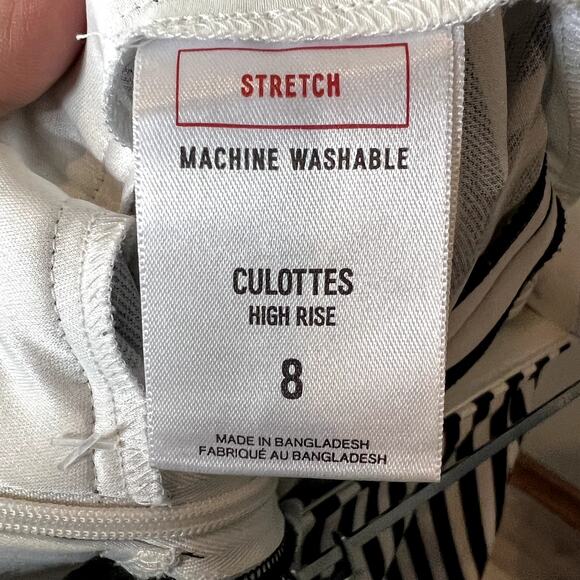 STRETCH
MACHINE WASHABLE
CULOTTES
HIGH RISE
8
MADE IN BANGLADESH
FABRIQUÉ AU BANGLADESH